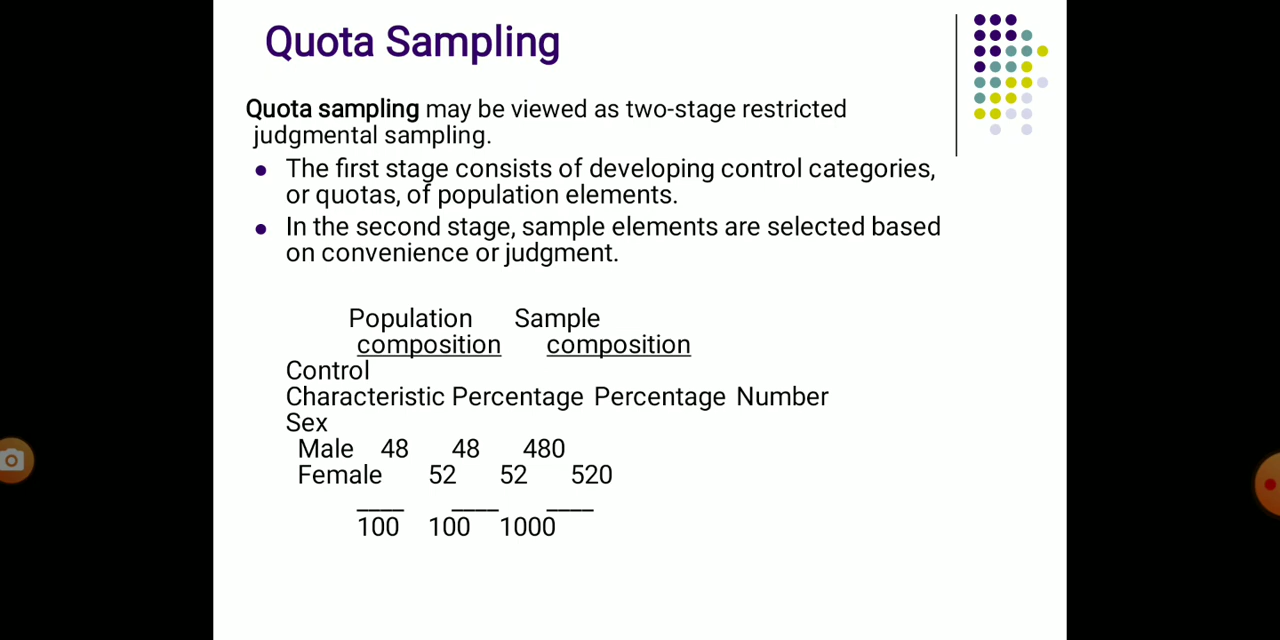 Quota Sampling
Quota sampling may be viewed as two-stage restricted
judgmental sampling.
● The first stage consists of developing control categories,
or quotas, of population elements.
● In the second stage, sample elements are selected based
on convenience or judgment.
Population Sample
composition composition
Control
Characteristic Percentage Percentage Number
Sex
Male 48 48 480
Female 52 52 520
____ ____ ____
100 100 1000